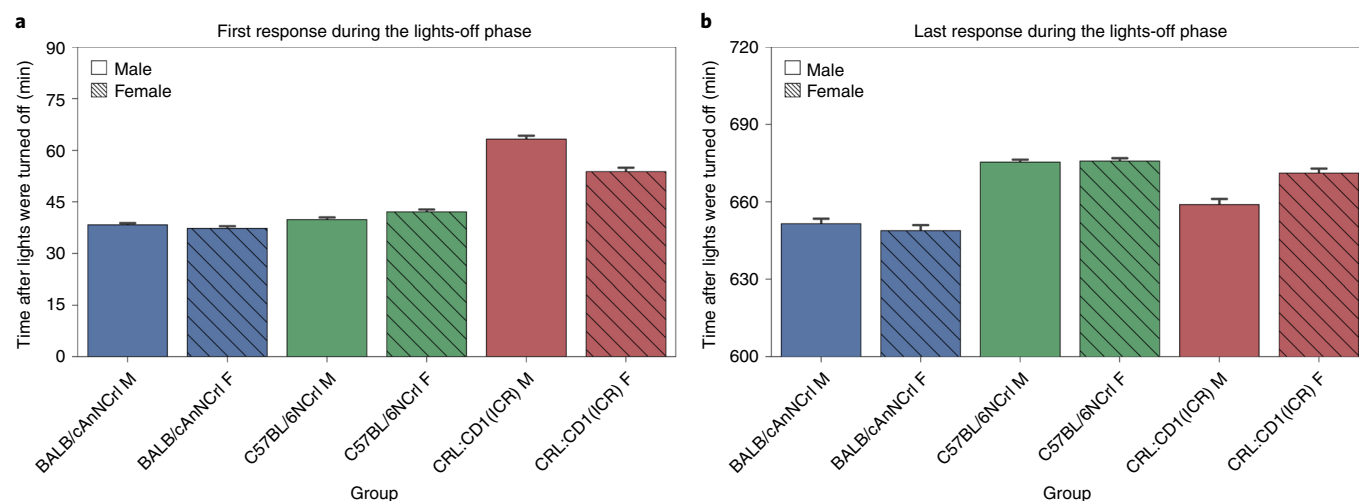 a
First response during the lights-off phase
Time after lights were turned off (min)
90
75
60
45
30
15
0
Male
Female
BALB/cAnNCrl M
BALB/cAnNCrl F
C57BL/6NCrl M
C57BL/6NCrl F
CRL:CD1(ICR) M
CRL:CD1(ICR) F
Group
b
Last response during the lights-off phase
Time after lights were turned off (min)
720
690
660
630
600
Male
Female
BALB/cAnNCrl M
BALB/cAnNCrl F
C57BL/6NCrl M
C57BL/6NCrl F
CRL:CD1(ICR) M
CRL:CD1(ICR) F
Group